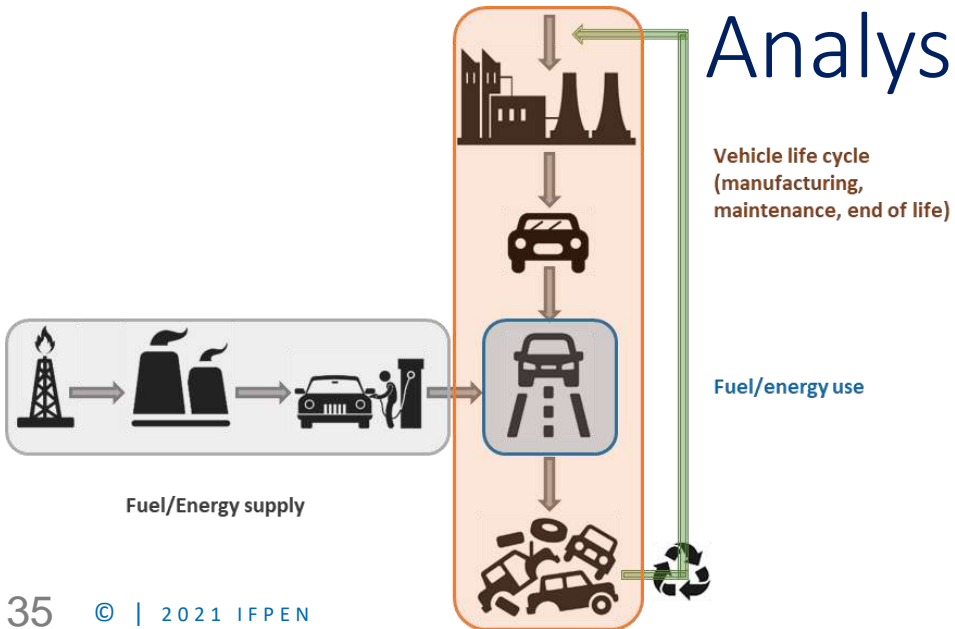 Analys
Vehicle life cycle
(manufacturing,
maintenance, end of life)
Fuel/energy use
Fuel/Energy supply
35 © | 2021 IFPEN